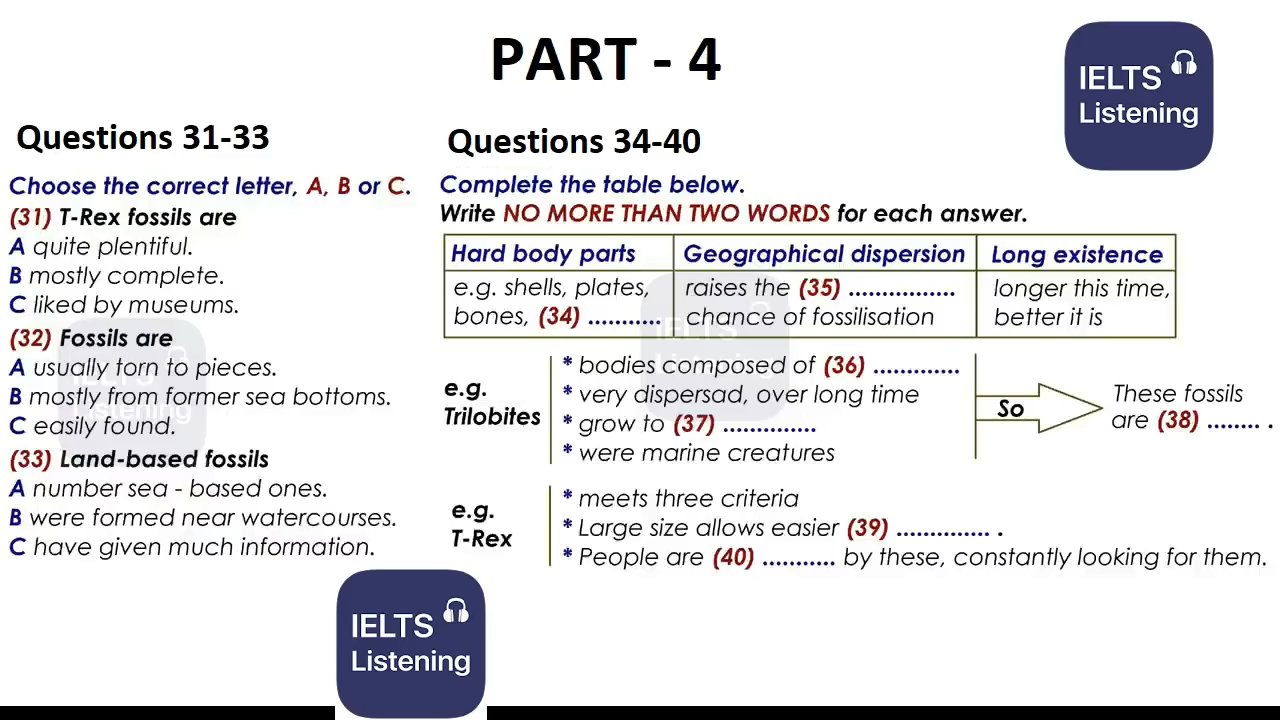 PART - 4
IELTS
Listening
Questions 31-33
Choose the correct letter, A, B or C.
(31) T-Rex fossils are
A quite plentiful.
B mostly complete.
C liked by museums.
(32) Fossils are
A usually torn to pieces.
B mostly from former sea bottoms.
C easily found.
(33) Land-based fossils
A number sea - based ones.
B were formed near watercourses.
C have given much information.
Questions 34-40
Complete the table below.
Write NO MORE THAN TWO WORDS for each answer.
Hard body parts
Geographical dispersion
Long existence
e.g. shells, plates,
bones, (34) ...........
raises the (35) ................
chance of fossilisation
longer this time,
better it is
e.g.
Trilobites
* bodies composed of (36) .............
* very dispersad, over long time
* grow to (37) ..............
* were marine creatures
So
These fossils
are (38) ........ .
e.g.
T-Rex
* meets three criteria
* Large size allows easier (39) .............. .
* People are (40) ........... by these, constantly looking for them.
IELTS
Listening
IELTS
Listening
IELTS
Listening